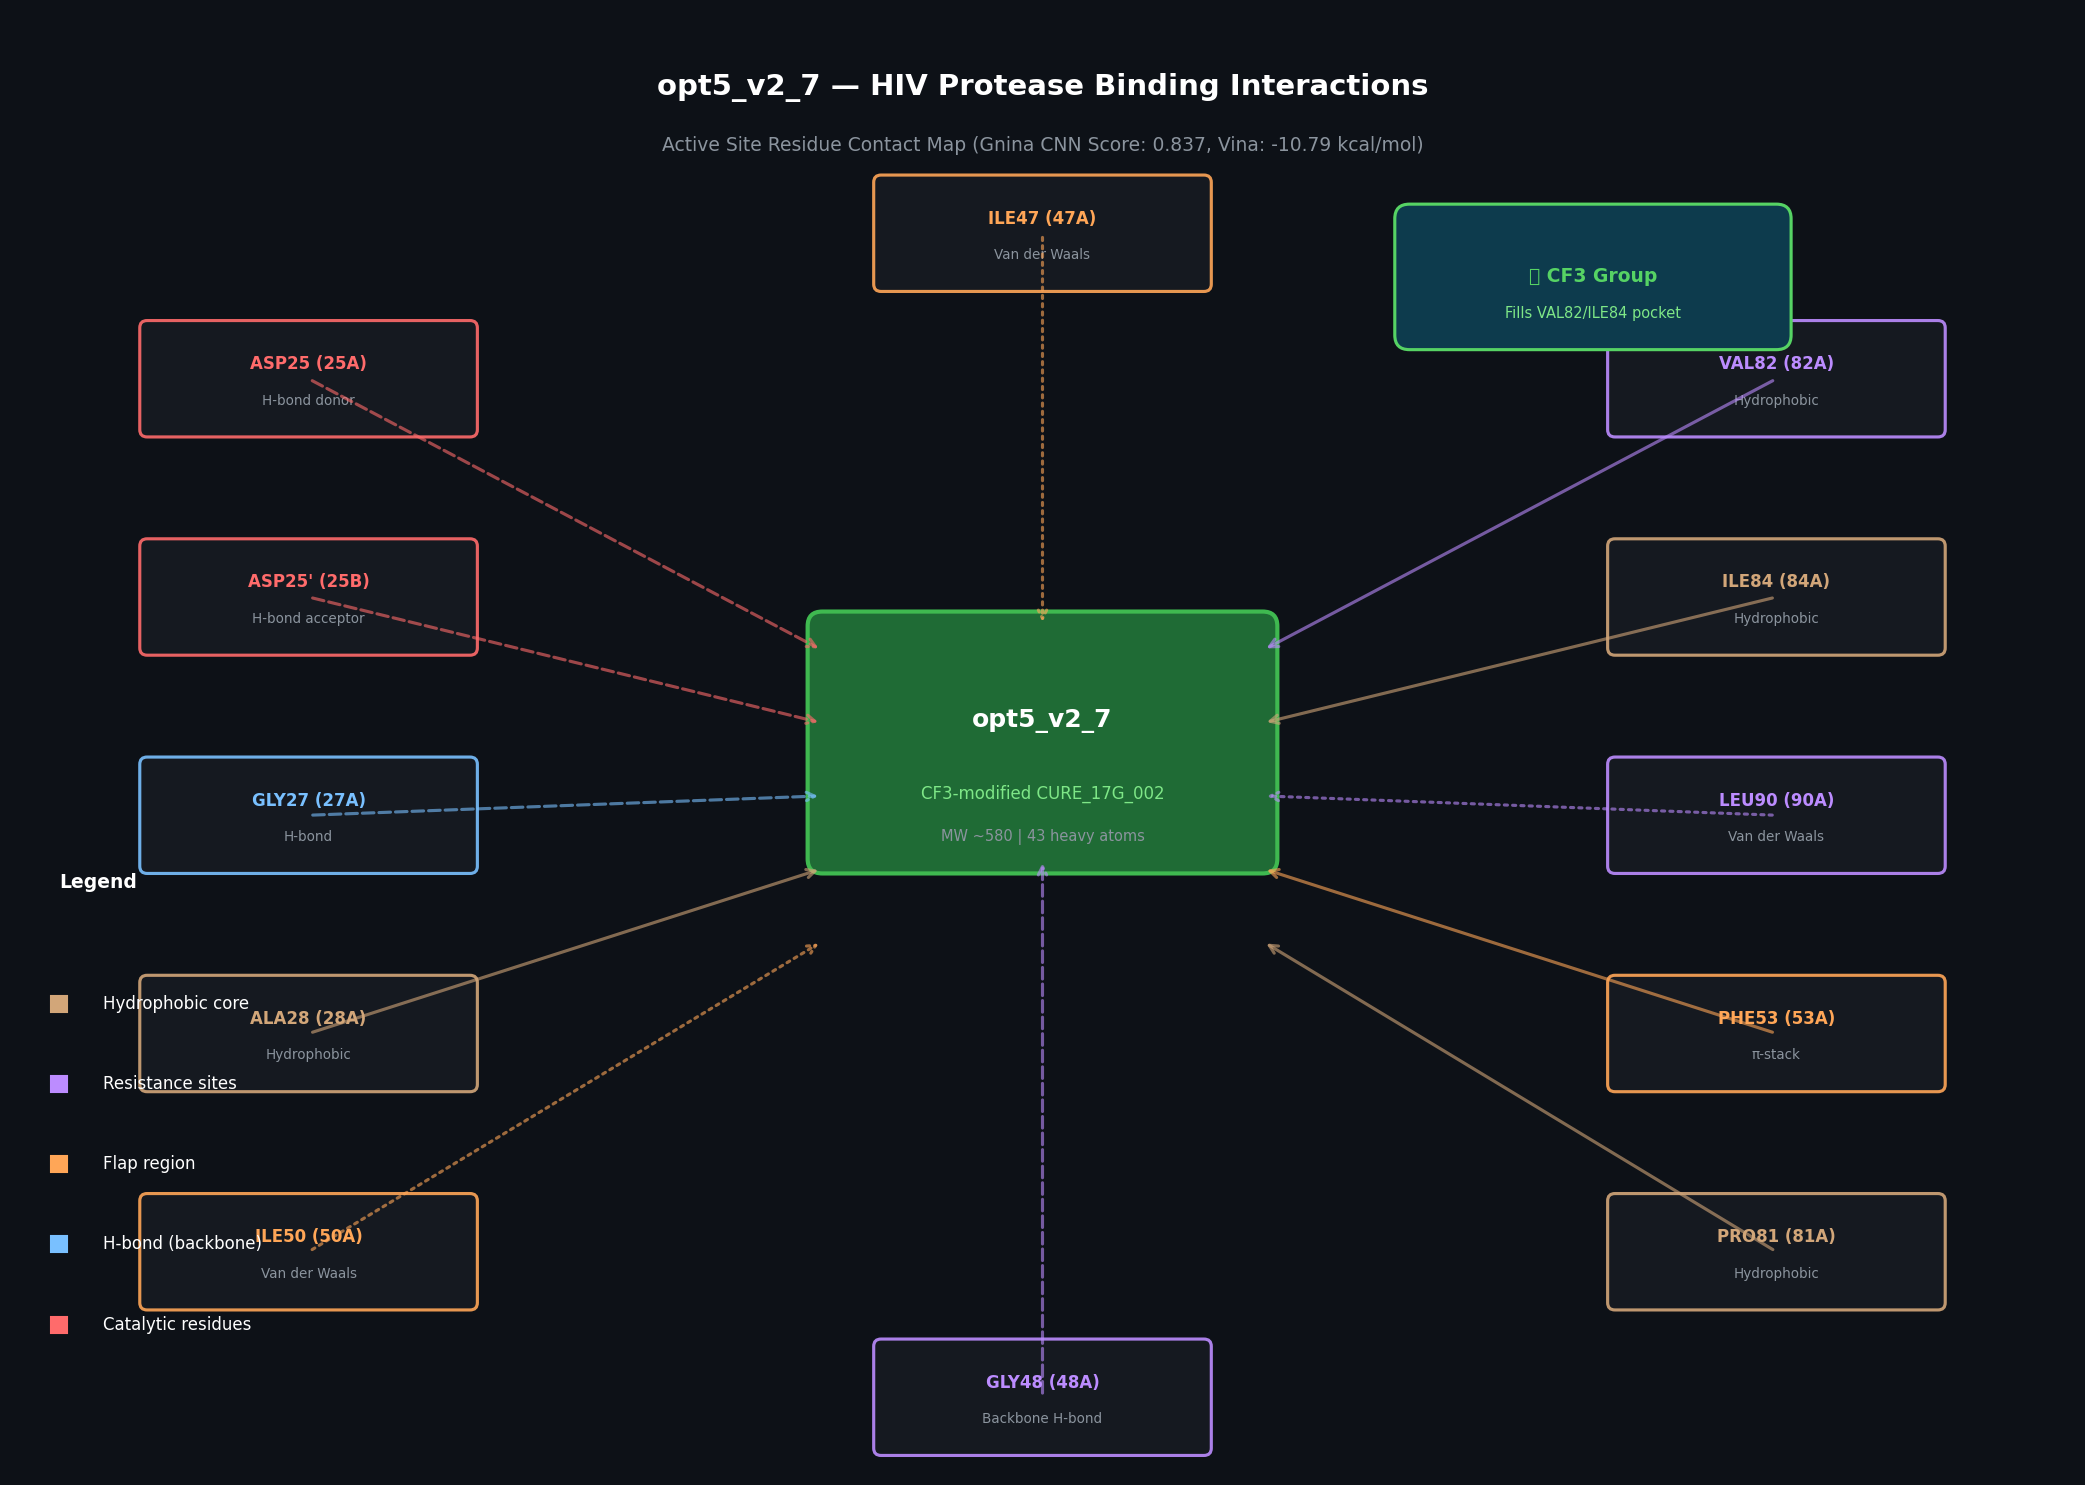 opt5_v2_7 — HIV Protease Binding Interactions
Active Site Residue Contact Map (Gnina CNN Score: 0.837, Vina: -10.79 kcal/mol)
ILE47 (47A)
Van der Waals
CF3 Group
Fills VAL82/ILE84 pocket
ASP25 (25A)
H-bond donor
VAL82 (82A)
Hydrophobic
ASP25' (25B)
H-bond acceptor
ILE84 (84A)
Hydrophobic
opt5_v2_7
CF3-modified CURE_17G_002
MW ~580 | 43 heavy atoms
GLY27 (27A)
H-bond
LEU90 (90A)
Van der Waals
Legend
Hydrophobic core
Resistance sites
Flap region
H-bond (backbone)
Catalytic residues
ALA28 (28A)
Hydrophobic
PHE53 (53A)
π-stack
ILE50 (50A)
Van der Waals
PRO81 (81A)
Hydrophobic
GLY48 (48A)
Backbone H-bond